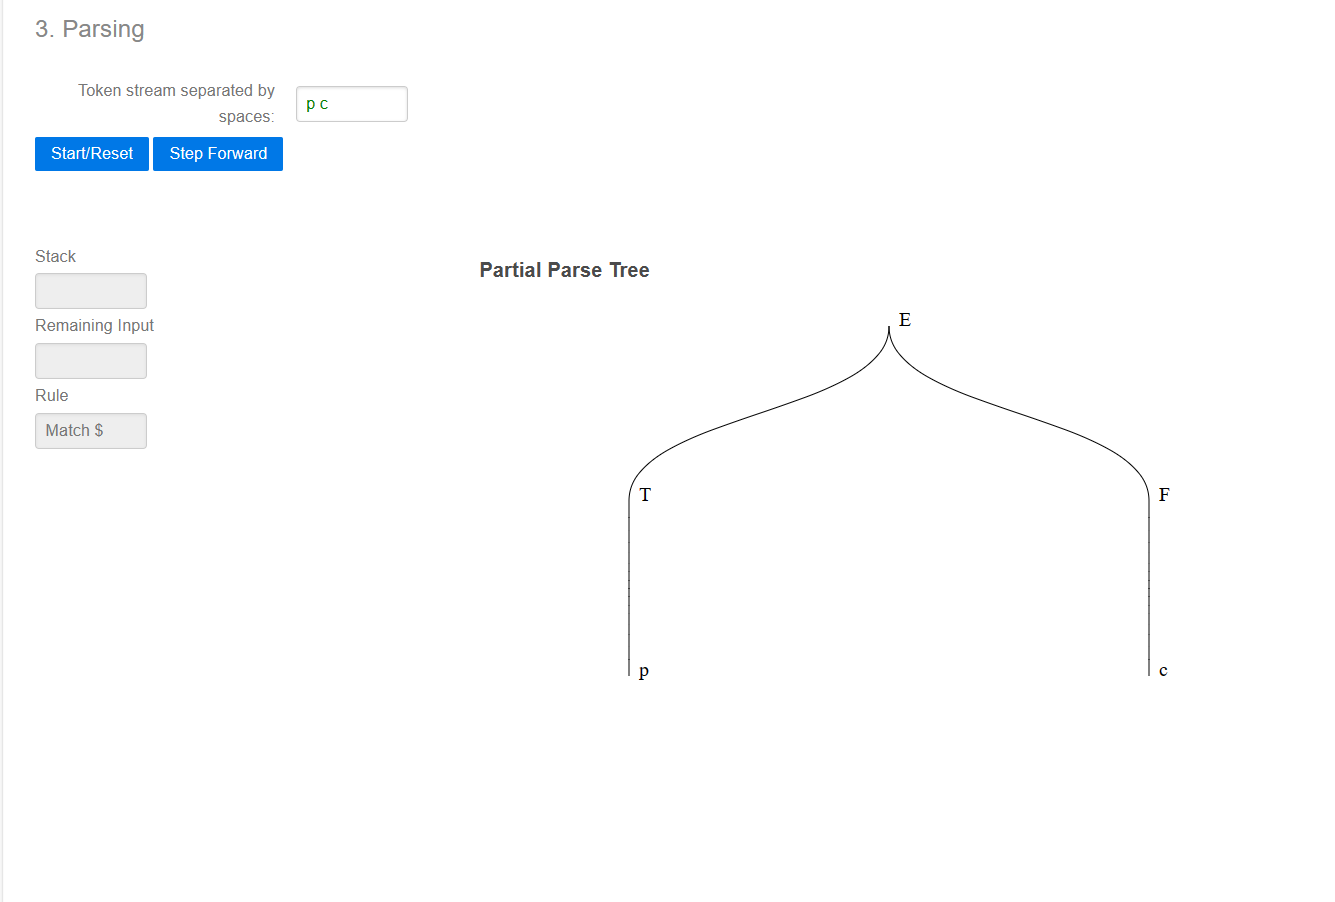 3. Parsing
Token stream separated by
spaces:
p c
Start/Reset
Step Forward
Stack
Remaining Input
Rule
Match $
Partial Parse Tree
E
T
F
p
c